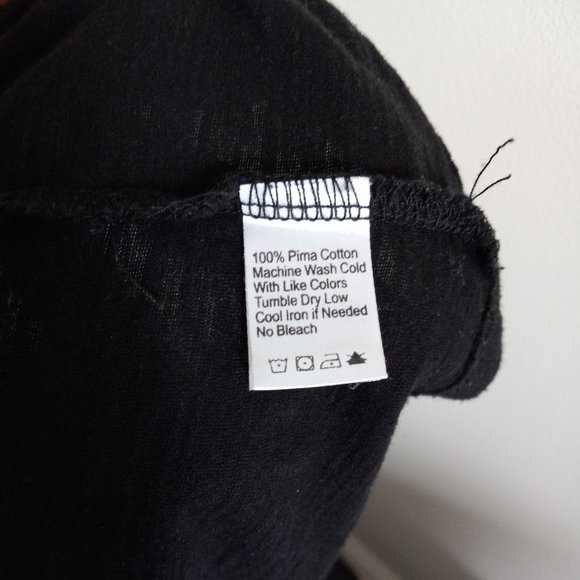 100% Pima Cotton
Machine Wash Cold
With Like Colors
Tumble Dry Low
Cool Iron if Needed
No Bleach